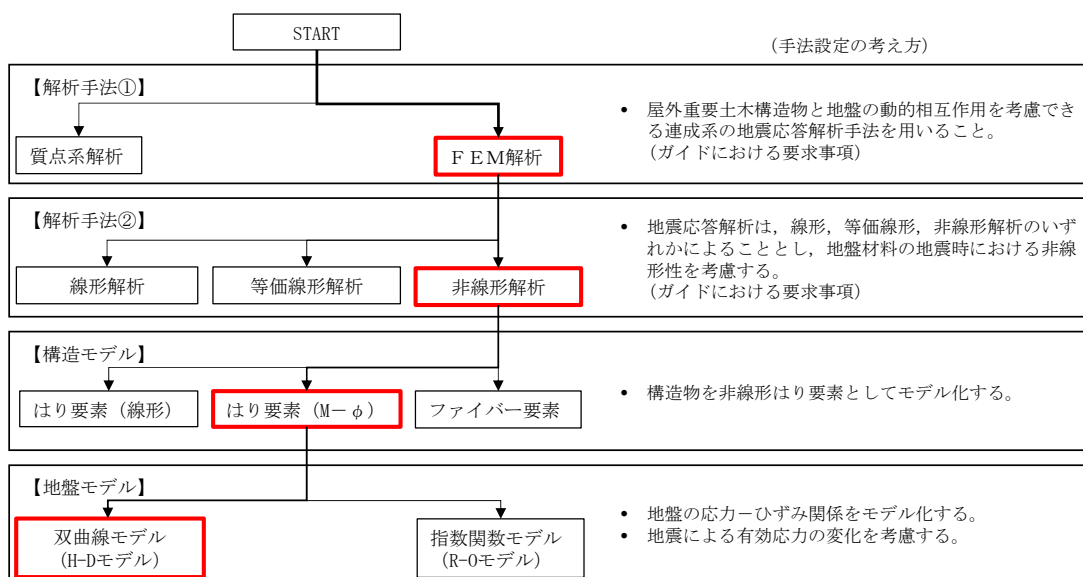 START
(手法設定の考え方)
【解析手法①】
質点系解析
ＦＥＭ解析
• 屋外重要土木構造物と地盤の動的相互作用を考慮でき
る連成系の地震応答解析手法を用いること。
(ガイドにおける要求事項)
【解析手法②】
線形解析
等価線形解析
非線形解析
• 地震応答解析は，線形，等価線形，非線形解析のいず
れかによることとし，地盤材料の地震時における非線
形性を考慮する。
(ガイドにおける要求事項)
【構造モデル】
はり要素（線形）
はり要素（M－φ）
ファイバー要素
• 構造物を非線形はり要素としてモデル化する。
【地盤モデル】
双曲線モデル
(H-Dモデル)
指数関数モデル
(R-Oモデル)
• 地盤の応力－ひずみ関係をモデル化する。
• 地震による有効応力の変化を考慮する。